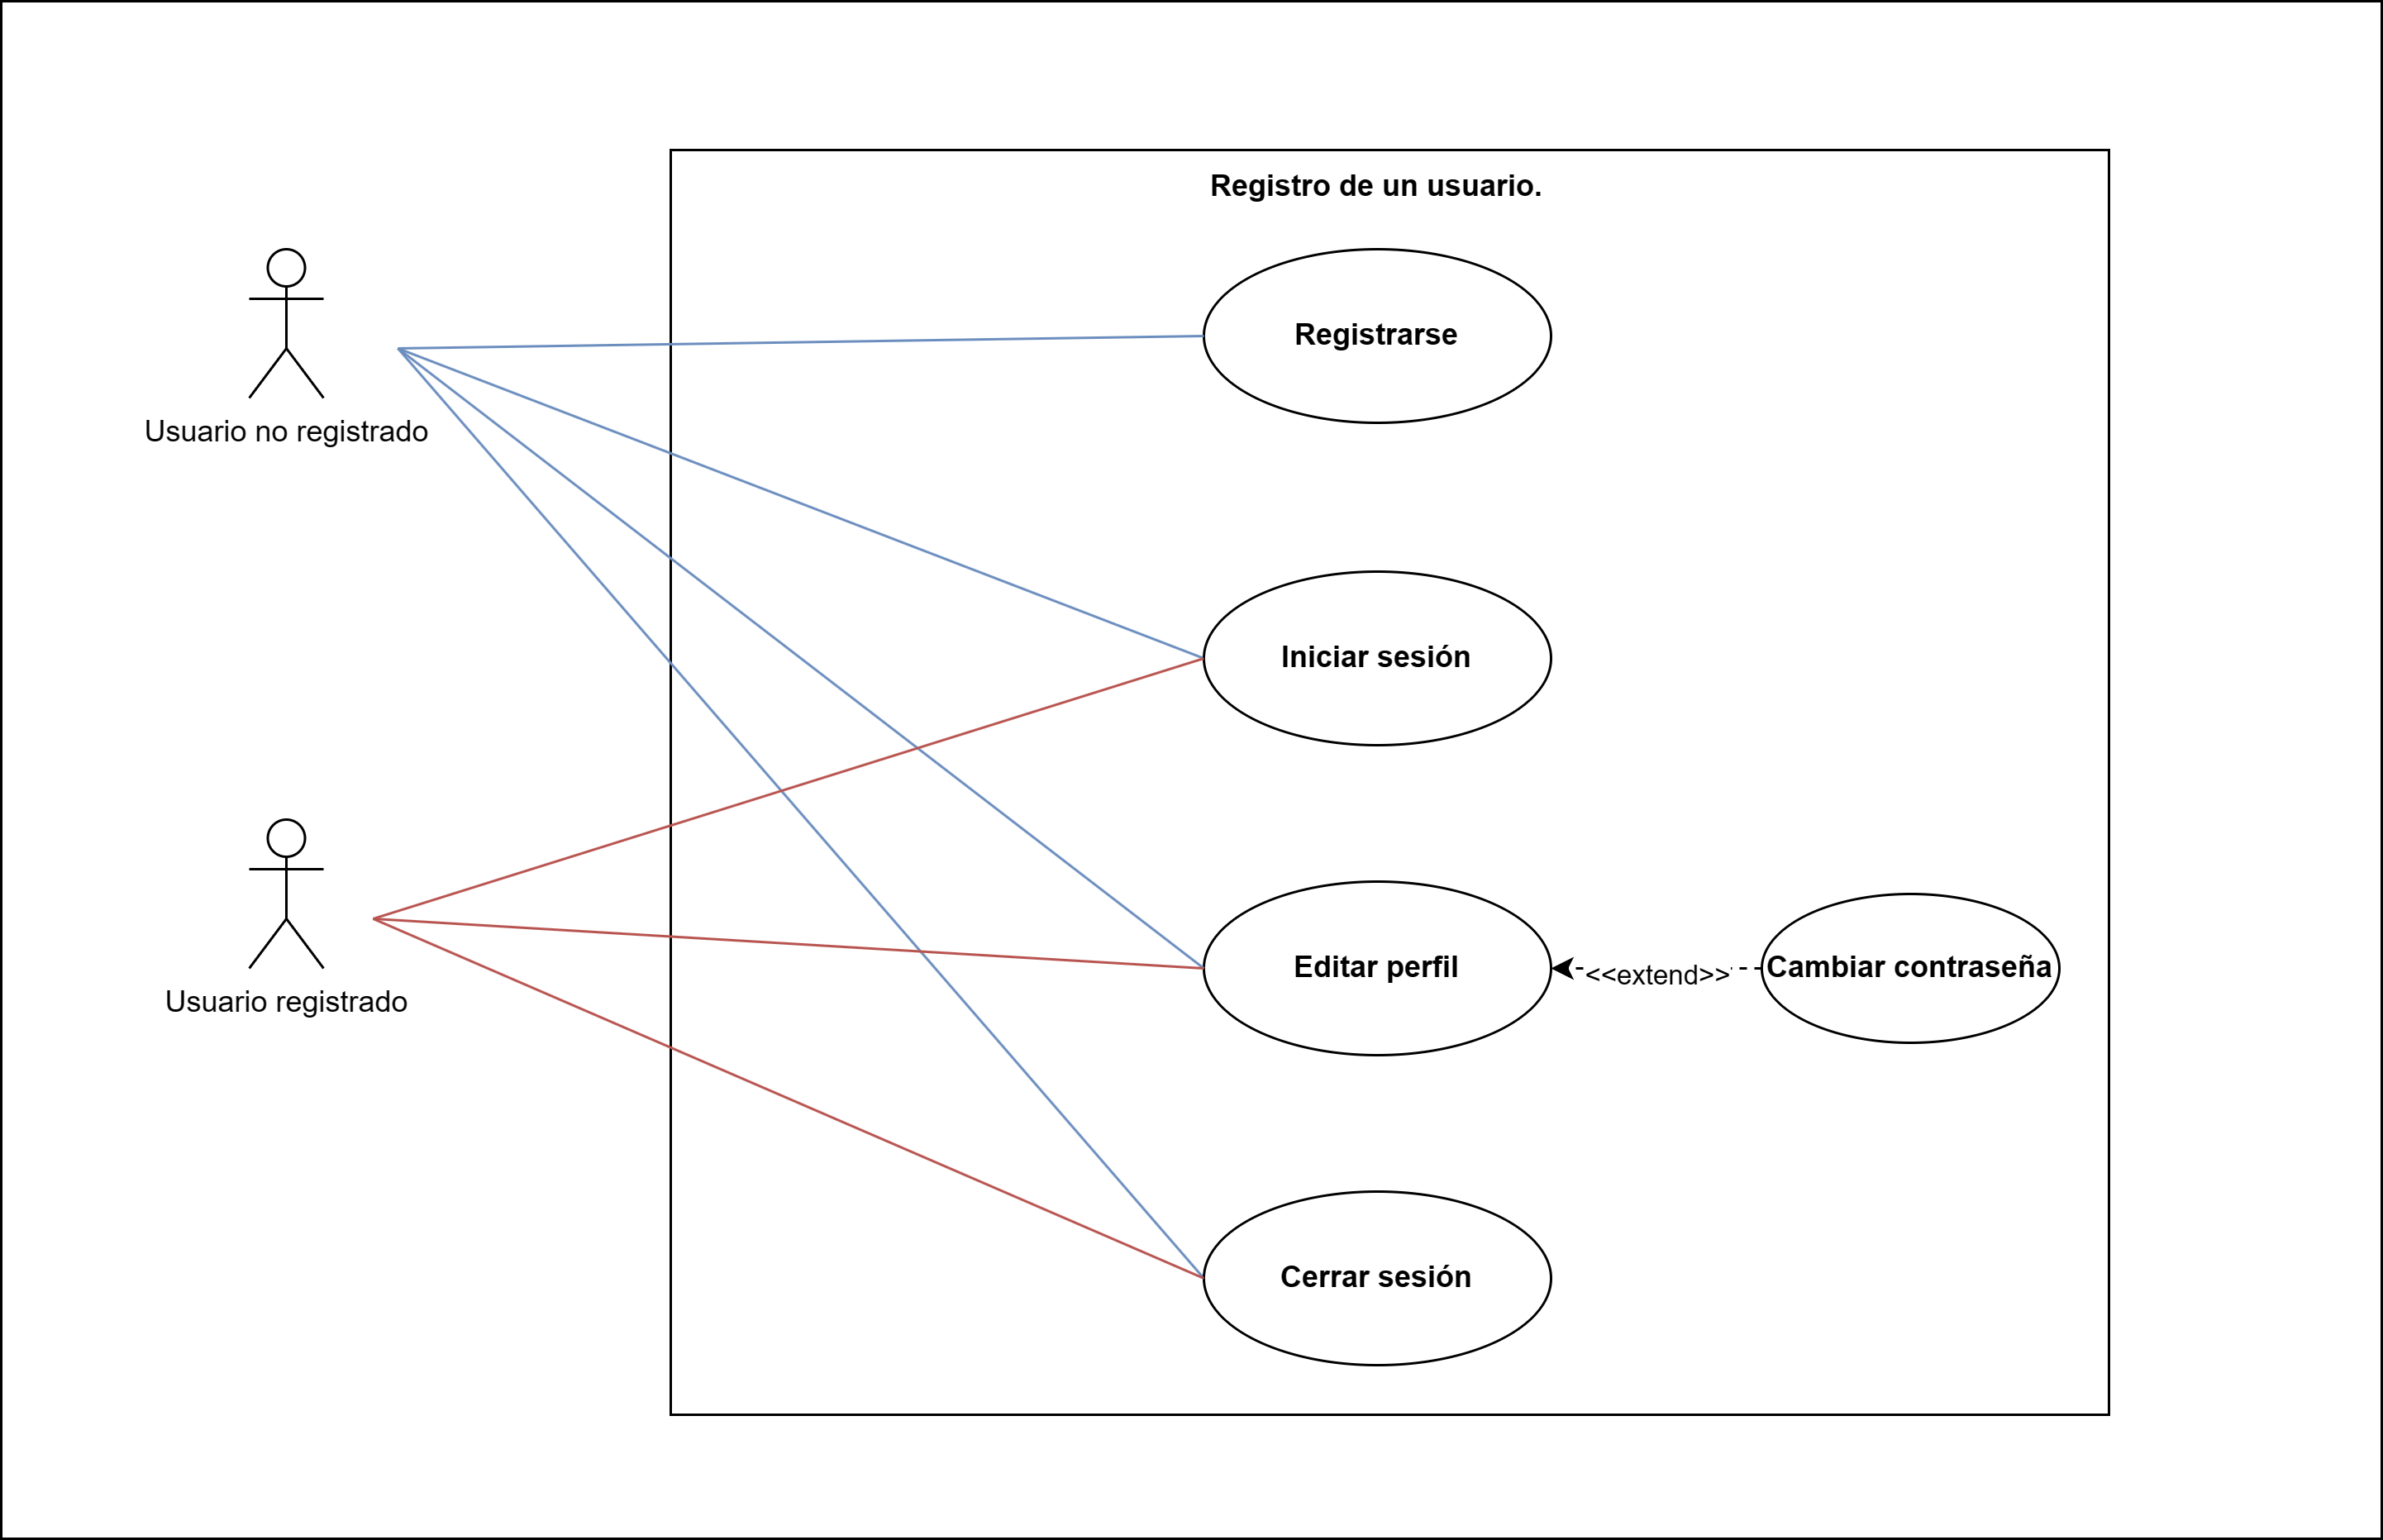 Registro de un usuario.
Registrarse
Usuario no registrado
Iniciar sesión
Usuario registrado
Editar perfil
<<extend>>
Cambiar contraseña
Cerrar sesión